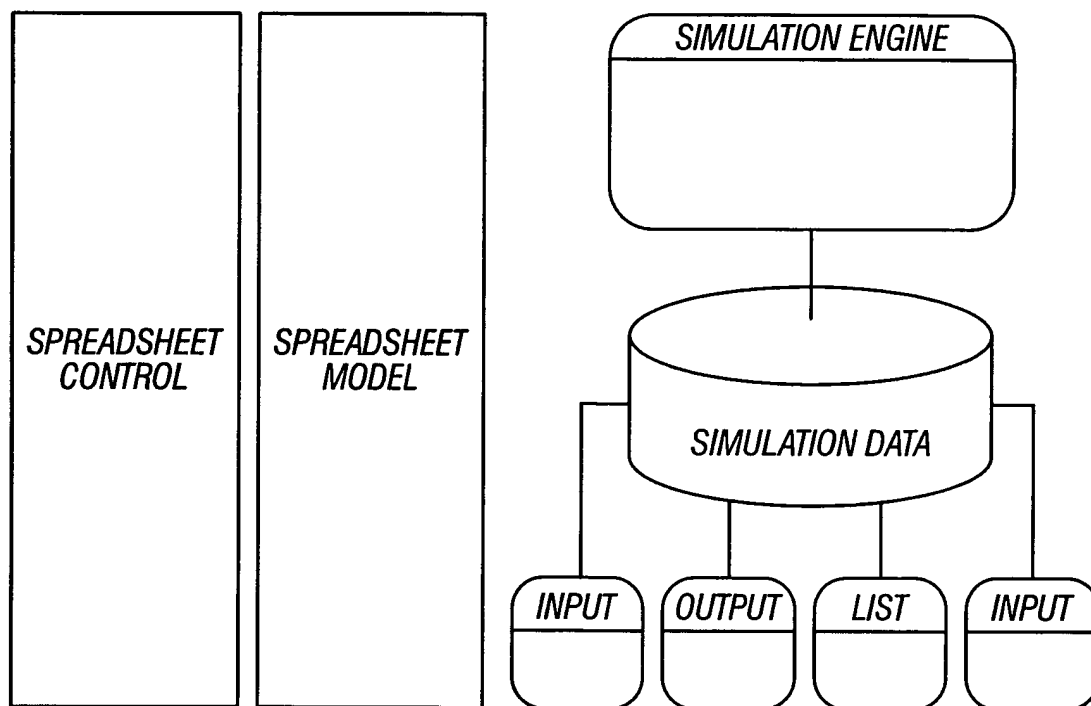 SPREADSHEET
CONTROL
SPREADSHEET
MODEL
SIMULATION ENGINE
SIMULATION DATA
INPUT
OUTPUT
LIST
INPUT